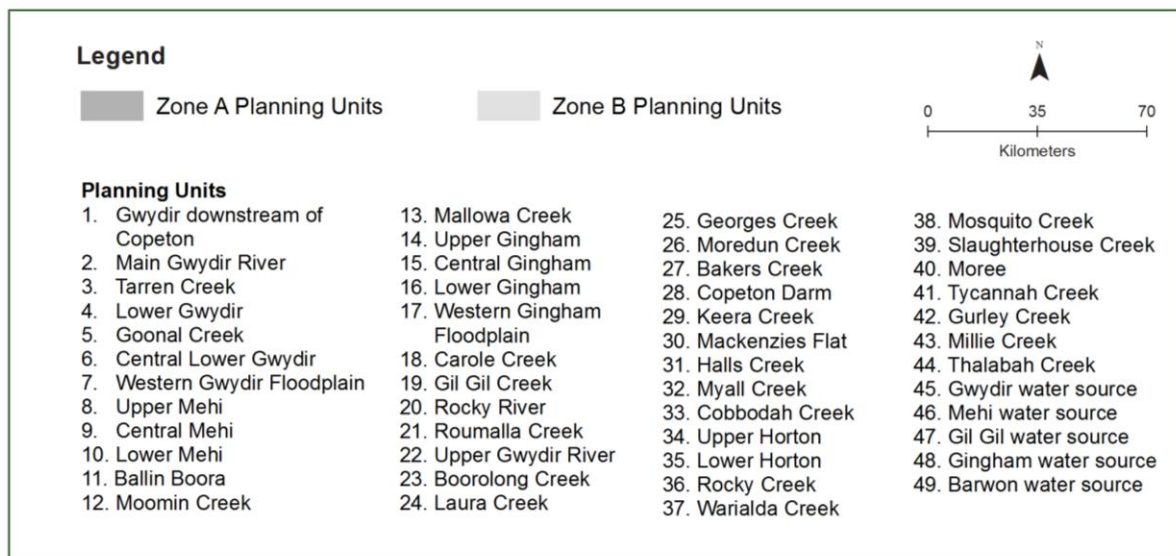 Legend
Zone A Planning Units
Zone B Planning Units
N
0 35 70
Kilometers
Planning Units
1. Gwydir downstream of
Copeton
2. Main Gwydir River
3. Tarren Creek
4. Lower Gwydir
5. Goonal Creek
6. Central Lower Gwydir
7. Western Gwydir Floodplain
8. Upper Mehi
9. Central Mehi
10. Lower Mehi
11. Ballin Boora
12. Moomin Creek
13. Mallowa Creek
14. Upper Gingham
15. Central Gingham
16. Lower Gingham
17. Western Gingham
Floodplain
18. Carole Creek
19. Gil Gil Creek
20. Rocky River
21. Roumalla Creek
22. Upper Gwydir River
23. Boorolong Creek
24. Laura Creek
25. Georges Creek
26. Moredun Creek
27. Bakers Creek
28. Copeton Darm
29. Keera Creek
30. Mackenzies Flat
31. Halls Creek
32. Myall Creek
33. Cobbodah Creek
34. Upper Horton
35. Lower Horton
36. Rocky Creek
37. Warialda Creek
38. Mosquito Creek
39. Slaughterhouse Creek
40. Moree
41. Tycannah Creek
42. Gurley Creek
43. Millie Creek
44. Thalabah Creek
45. Gwydir water source
46. Mehi water source
47. Gil Gil water source
48. Gingham water source
49. Barwon water source